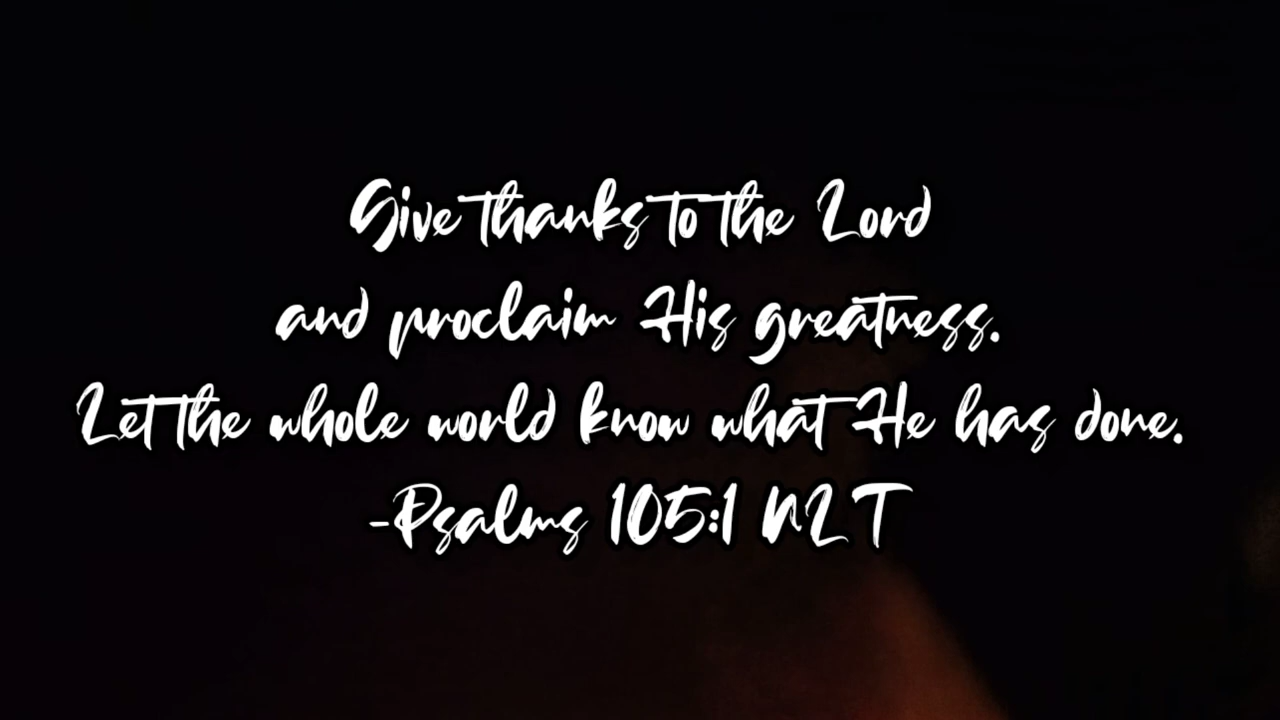 Give thanks to the Lord
and proclaim His greatness.
Let the whole world know what He has done.
-Psalms 105:1 NLT